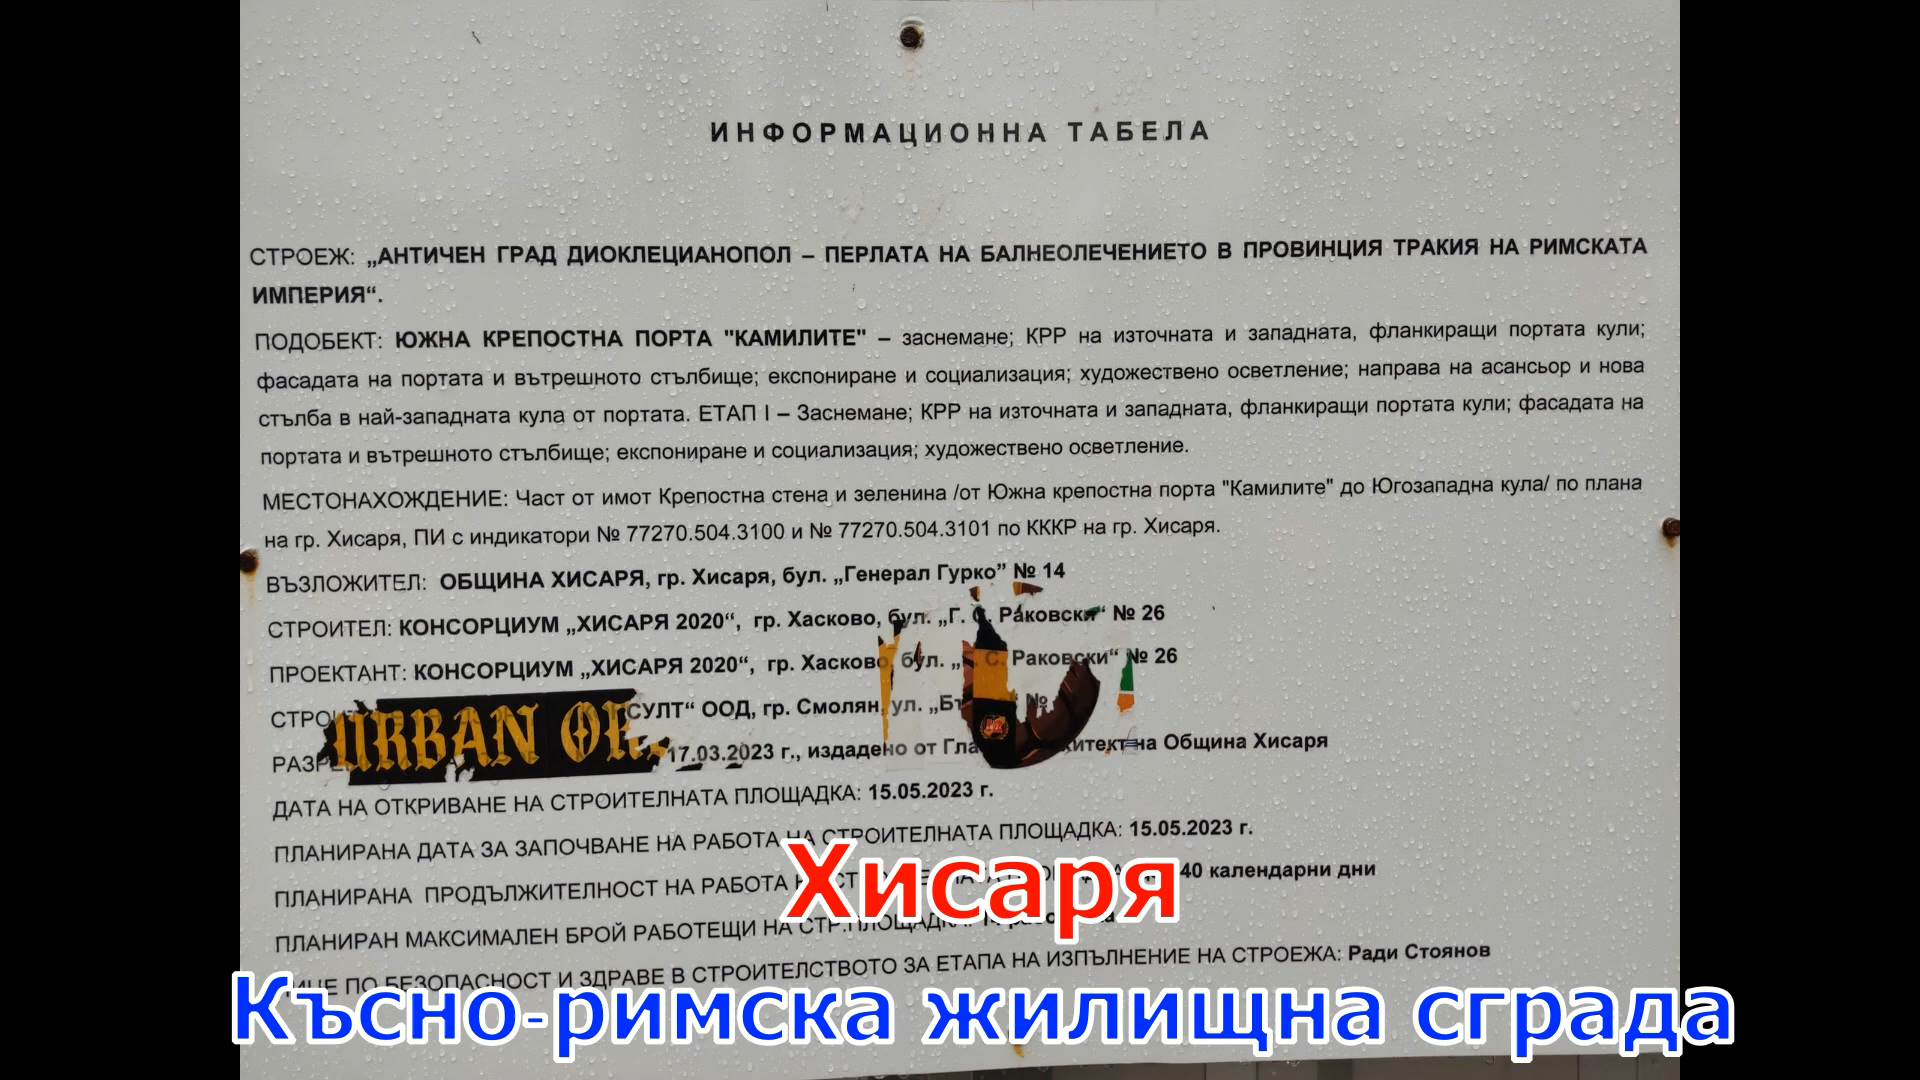 ИНФОРМАЦИОННА ТАБЕЛА
СТРОЕЖ: „АНТИЧЕН ГРАД ДИОКЛЕЦИАНОПОЛ – ПЕРЛАТА НА БАЛНЕОЛЕЧЕНИЕТО В ПРОВИНЦИЯ ТРАКИЯ НА РИМСКАТА
ИМПЕРИЯ“.
ПОДОБЕКТ: ЮЖНА КРЕПОСТНА ПОРТА "КАМИЛИТЕ" – заснемане; КРР на източната и западната, фланкиращи портата кули;
фасадата на портата и вътрешното стълбище; експониране и социализация; художествено осветление; направа на асансьор и нова
стълба в най-западната кула от портата. ЕТАП I – Заснемане; КРР на източната и западната, фланкиращи портата кули; фасадата на
портата и вътрешното стълбище; експониране и социализация; художествено осветление.
МЕСТОНАХОЖДЕНИЕ: Част от имот Крепостна стена и зеленина /от Южна крепостна порта "Камилите" до Югозападна кула/ по плана
на гр. Хисаря, ПИ с индикатори № 77270.504.3100 и № 77270.504.3101 по КККР на гр. Хисаря.
ВЪЗЛОЖИТЕЛ: ОБЩИНА ХИСАРЯ, гр. Хисаря, бул. „Генерал Гурко” № 14
СТРОИТЕЛ: КОНСОРЦИУМ „ХИСАРЯ 2020“, гр. Хасково, бул. „Г. С. Раковски“ № 26
ПРОЕКТАНТ: КОНСОРЦИУМ „ХИСАРЯ 2020“, гр. Хасково, бул. „Г. С. Раковски“ № 26
ООД, гр. Смолян, ул. №
URBAN
17.03.2023 г., издадено от на Община Хисаря
ДАТА НА ОТКРИВАНЕ НА СТРОИТЕЛНАТА ПЛОЩАДКА: 15.05.2023 г.
ПЛАНИРАНА ДАТА ЗА ЗАПОЧВАНЕ НА РАБОТА НА СТРОИТЕЛНАТА ПЛОЩАДКА: 15.05.2023 г.
ПЛАНИРАНА ПРОДЪЛЖИТЕЛНОСТ НА РАБОТА календарни дни
Хисаря
ПЛАНИРАН МАКСИМАЛЕН БРОЙ РАБОТЕЩИ НА СТР.ПЛОЩАДКА:
ПО БЕЗОПАСНОСТ И ЗДРАВЕ В СТРОИТЕЛСТВОТО ЗА ЕТАПА НА ИЗПЪЛНЕНИЕ НА СТРОЕЖА: Ради Стоянов
Късно-римска жилищна сграда